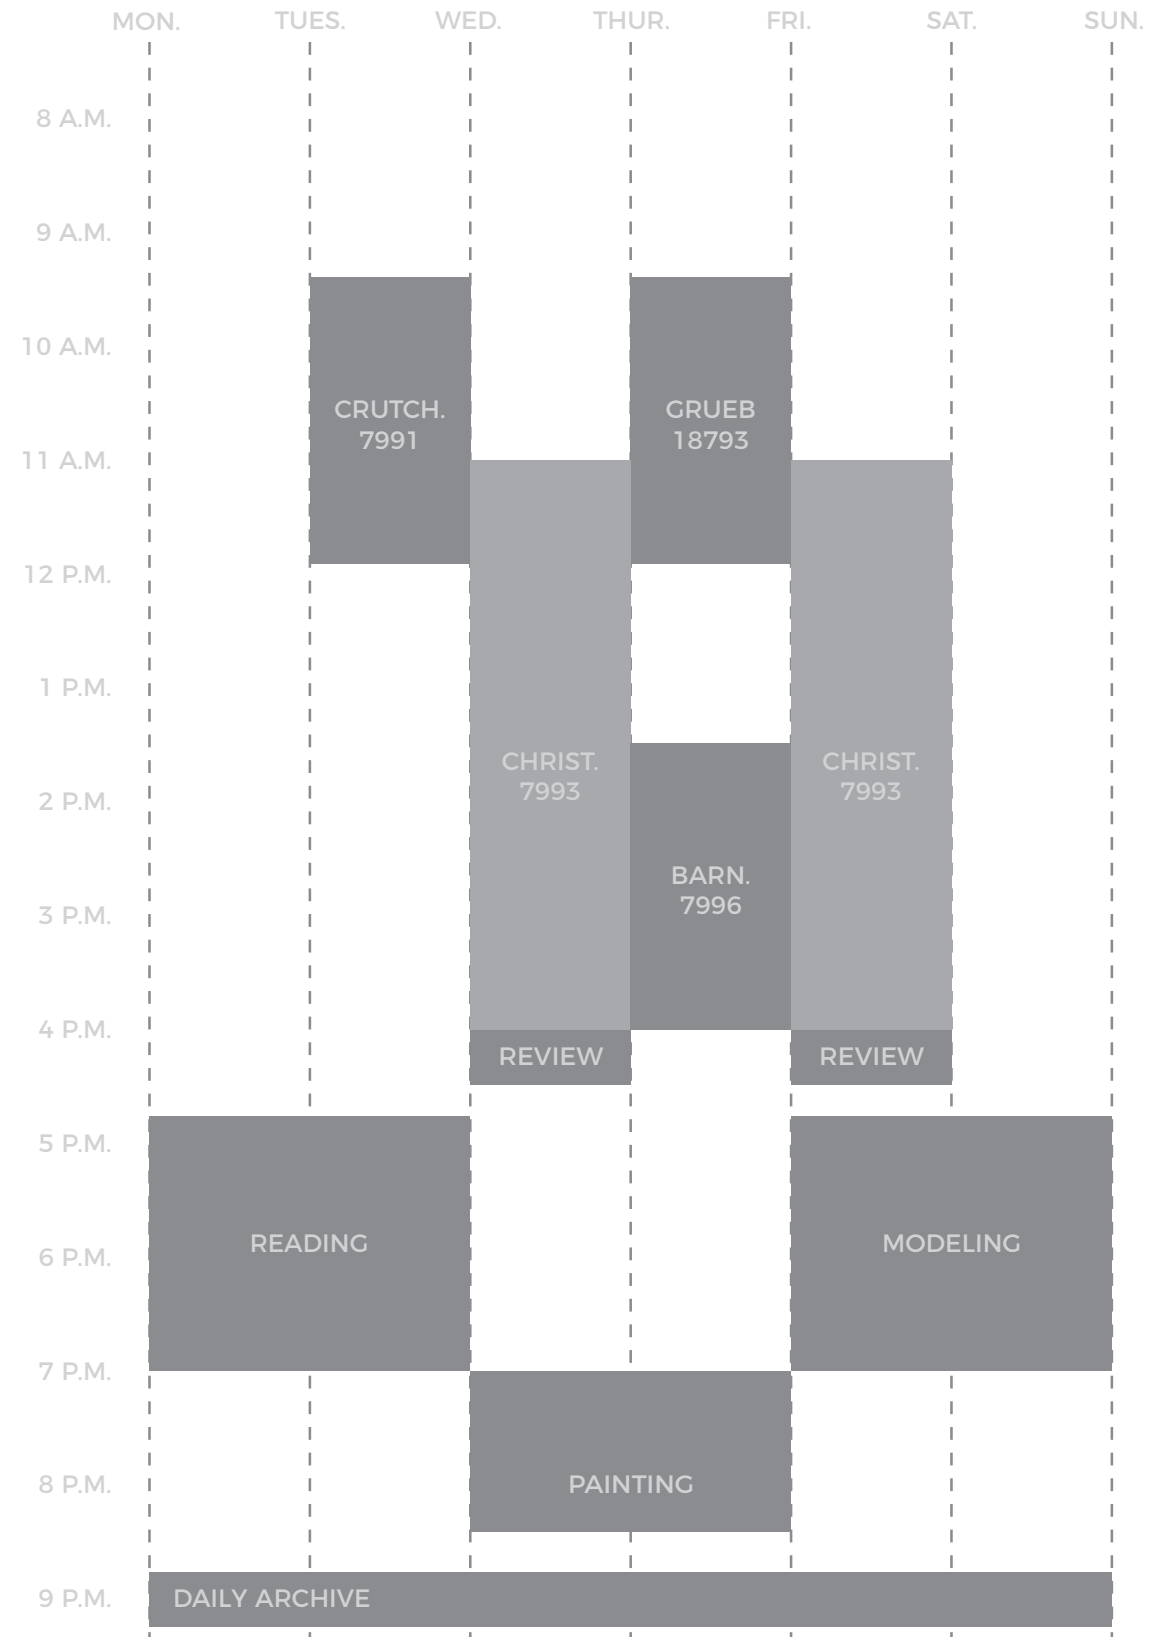 MON. TUES. WED. THUR. FRI. SAT. SUN.
8 A.M.
9 A.M.
10 A.M.
CRUTCH.
7991
GRUEB
18793
11 A.M.
12 P.M.
1 P.M.
CHRIST.
7993
CHRIST.
7993
2 P.M.
BARN.
7996
3 P.M.
4 P.M.
REVIEW
REVIEW
5 P.M.
READING
MODELING
6 P.M.
7 P.M.
8 P.M.
PAINTING
9 P.M.
DAILY ARCHIVE